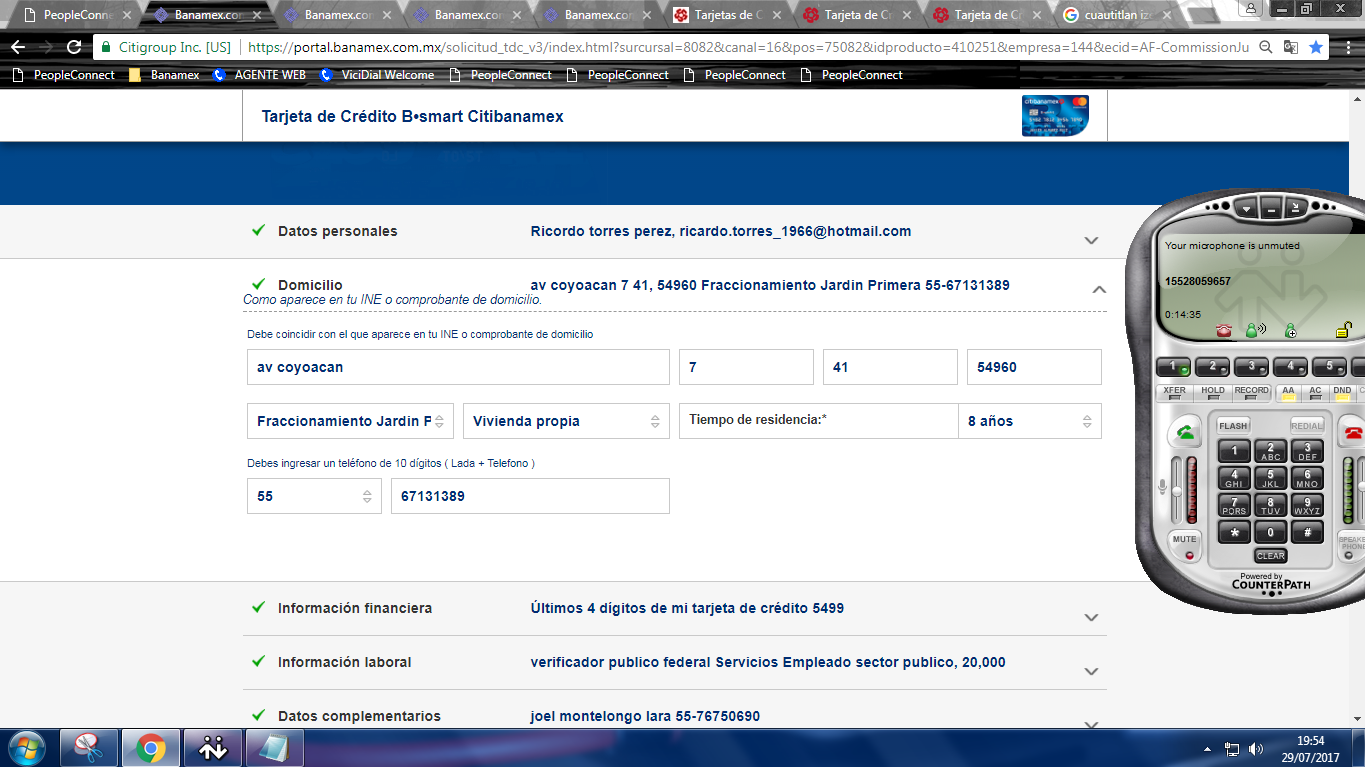 PeopleConne
Banamex.co
Banamex.co
Banamex.co
Banamex.co
Tarjetas de C
Tarjeta de C
Tarjeta de C
cuautitlan ize
Citigroup Inc. [US]
https://portal.banamex.com.mx/solicitud_tdc_v3/index.html?surcursal=8082&canal=16&pos=75082&idproducto=410251&empresa=144&ecid=AF-CommissionJu
PeopleConnect
Banamex
AGENTE WEB
ViciDial Welcome
PeopleConnect
PeopleConnect
PeopleConnect
PeopleConnect
Tarjeta de Crédito B•smart Citibanamex
citibanamex
Datos personales
Ricordo torres perez, ricardo.torres_1966@hotmail.com
Domicilio
av coyoacan 7 41, 54960 Fraccionamiento Jardin Primera 55-67131389
Como aparece en tu INE o comprobante de domicilio.
Debe coincidir con el que aparece en tu INE o comprobante de domicilio
av coyoacan
7
41
54960
Fraccionamiento Jardin P
Vivienda propia
Tiempo de residencia:*
8 años
Debes ingresar un teléfono de 10 dígitos ( Lada + Telefono )
55
67131389
Información financiera
Últimos 4 dígitos de mi tarjeta de crédito 5499
Información laboral
verificador publico federal Servicios Empleado sector publico, 20,000
Datos complementarios
joel montelongo lara 55-76750690
Your microphone is unmuted
15528059657
0:14:35
1 2 3 4 5
XFER HOLD RECORD AA AC DND C
FLASH REDIAL
1 2 ABC 3 DEF
4 GHI 5 JKL 6 MNO
7 PQRS 8 TUV 9 WXYZ
* 0 #
MUTE
CLEAR
SPEAKE
PHONE
Powered by
COUNTERPATH
19:54
29/07/2017